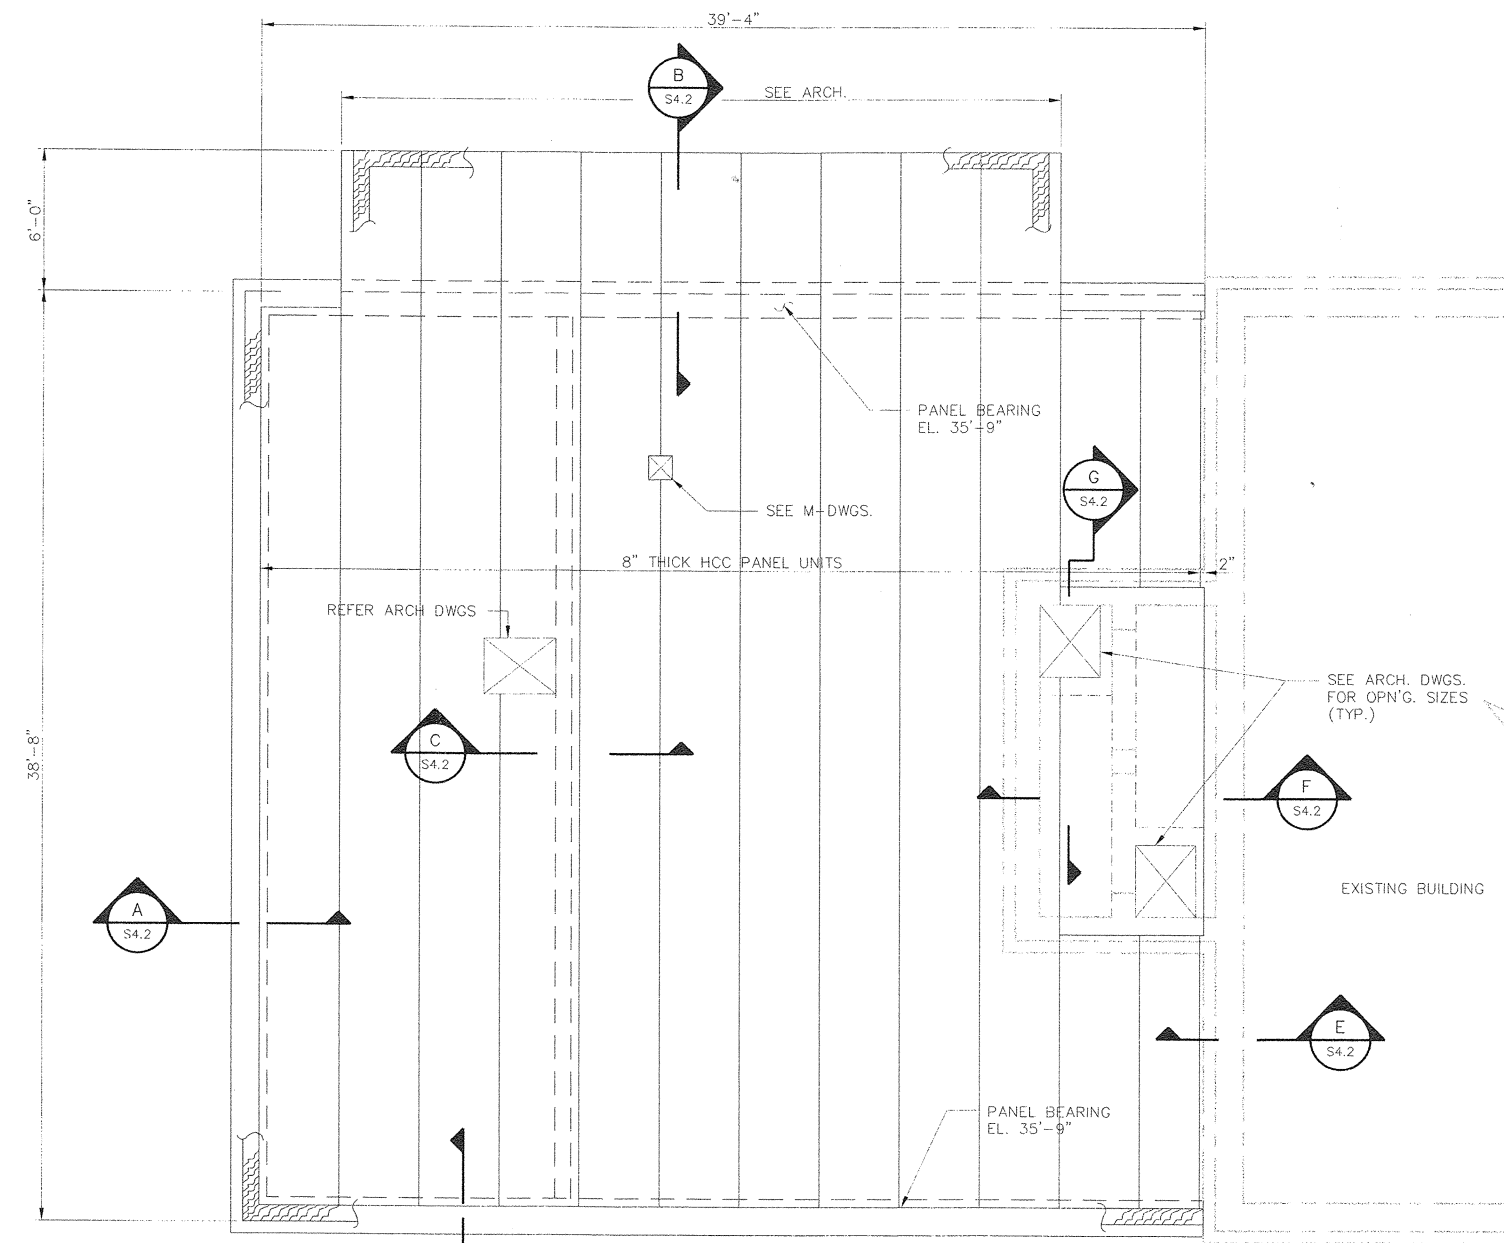 39'-4"
B
S4.2
SEE ARCH.
6'-0"
PANEL BEARING
EL. 35'-9"
G
S4.2
SEE M-DWGS.
8" THICK HCC PANEL UNITS
2"
REFER ARCH DWGS
SEE ARCH. DWGS.
FOR OPN'G. SIZES
(TYP.)
38'-8"
C
S4.2
F
S4.2
EXISTING BUILDING
A
S4.2
E
S4.2
PANEL BEARING
EL. 35'-9"